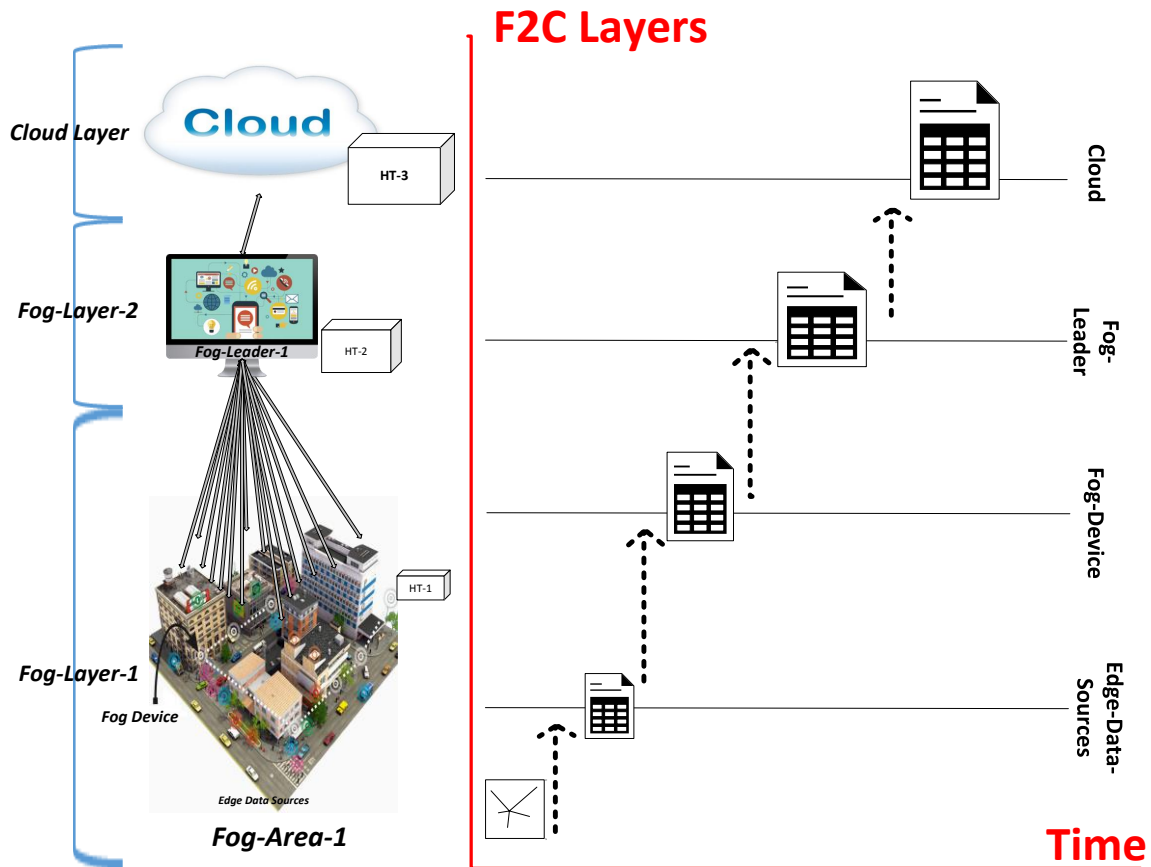 F2C Layers
Cloud Layer
Cloud
HT-3
Fog-Layer-2
Fog-Leader-1
HT-2
Fog-Layer-1
HT-1
Fog Device
Edge Data Sources
Fog-Area-1
Cloud
Fog-
Leader
Fog-Device
Edge-Data-
Sources
Time